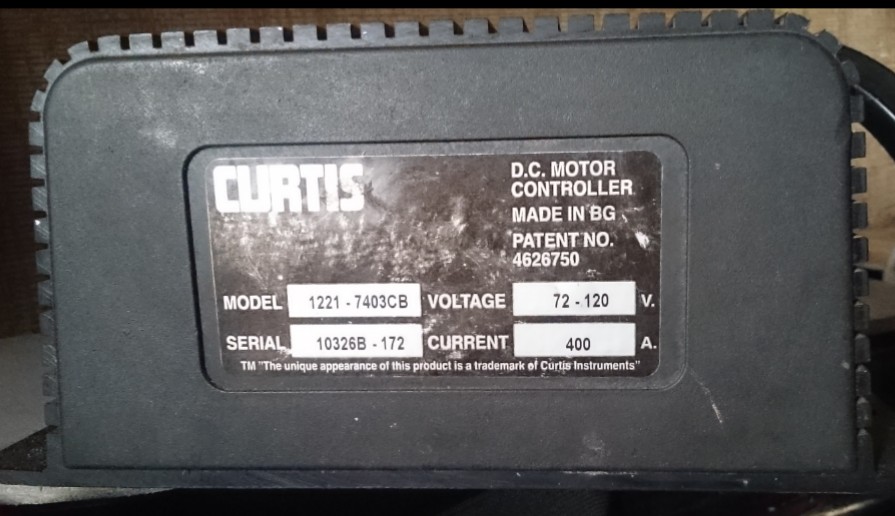 CURTIS
D.C. MOTOR
CONTROLLER
MADE IN BG
PATENT NO.
4626750
MODEL 1221 - 7403CB VOLTAGE 72 - 120 V.
SERIAL 10326B - 172 CURRENT 400 A.
TM "The unique appearance of this product is a trademark of Curtis Instruments"